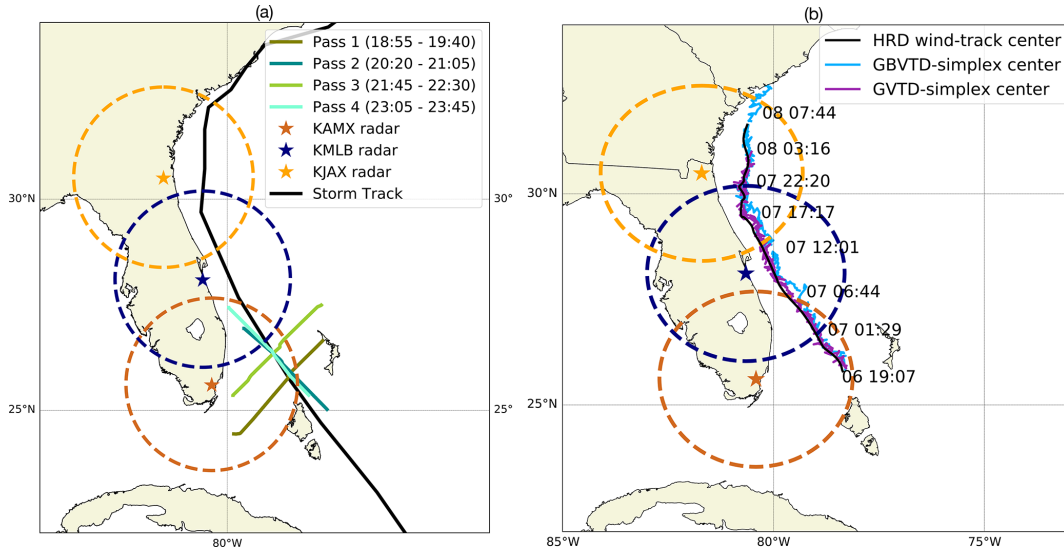 (a)
Pass 1 (18:55 - 19:40)
Pass 2 (20:20 - 21:05)
Pass 3 (21:45 - 22:30)
Pass 4 (23:05 - 23:45)
KAMX radar
KMLB radar
KJAX radar
Storm Track
30°N
25°N
80°W
25°
(b)
HRD wind-track center
GBVTD-simplex center
GVTD-simplex center
08 07:44
08 03:16
07 22:20
07 17:17
07 12:01
07 06:44
07 01:29
06 19:07
30°N
25°N
85°W
80°W
75°W